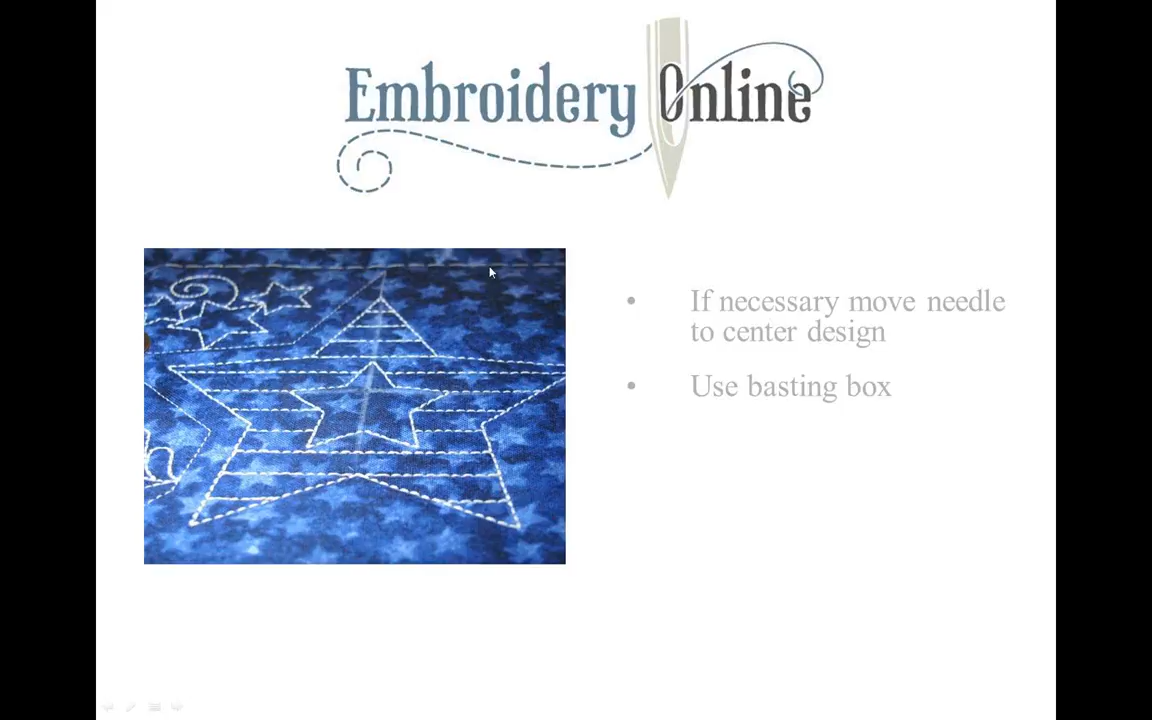 Embroidery Online
• If necessary move needle
to center design
• Use basting box